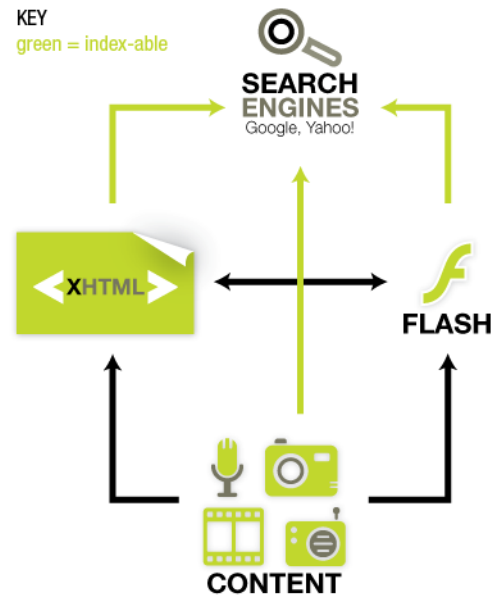 KEY
green = index-able
SEARCH
ENGINES
Google, Yahoo!
<XHTML>
FLASH
CONTENT